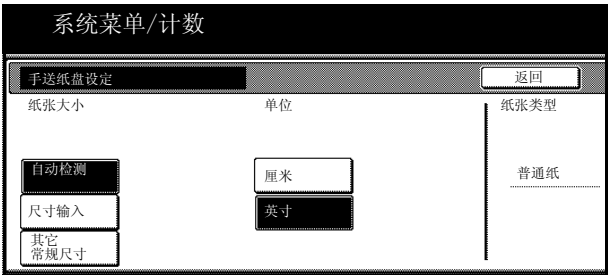 系统菜单/计数
手送纸盘设定 返回
纸张大小 单位 纸张类型
自动检测 厘米 普通纸
尺寸输入 英寸
其它
常规尺寸